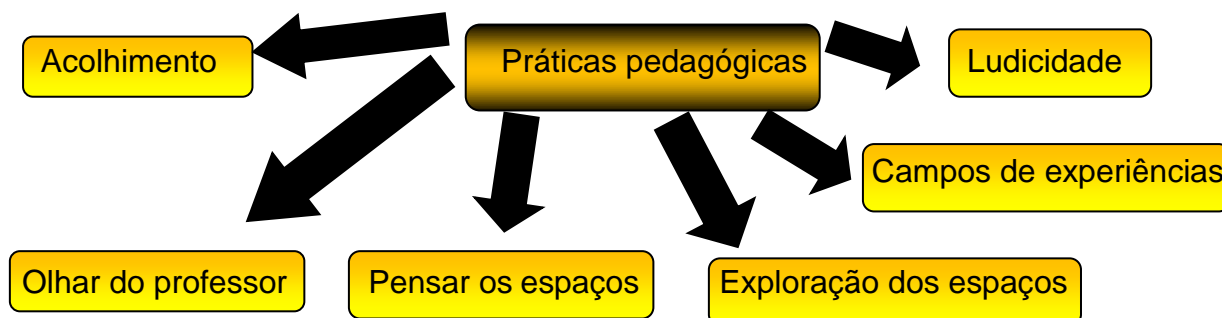 Práticas pedagógicas
Acolhimento
Ludicidade
Campos de experiências
Olhar do professor
Pensar os espaços
Exploração dos espaços